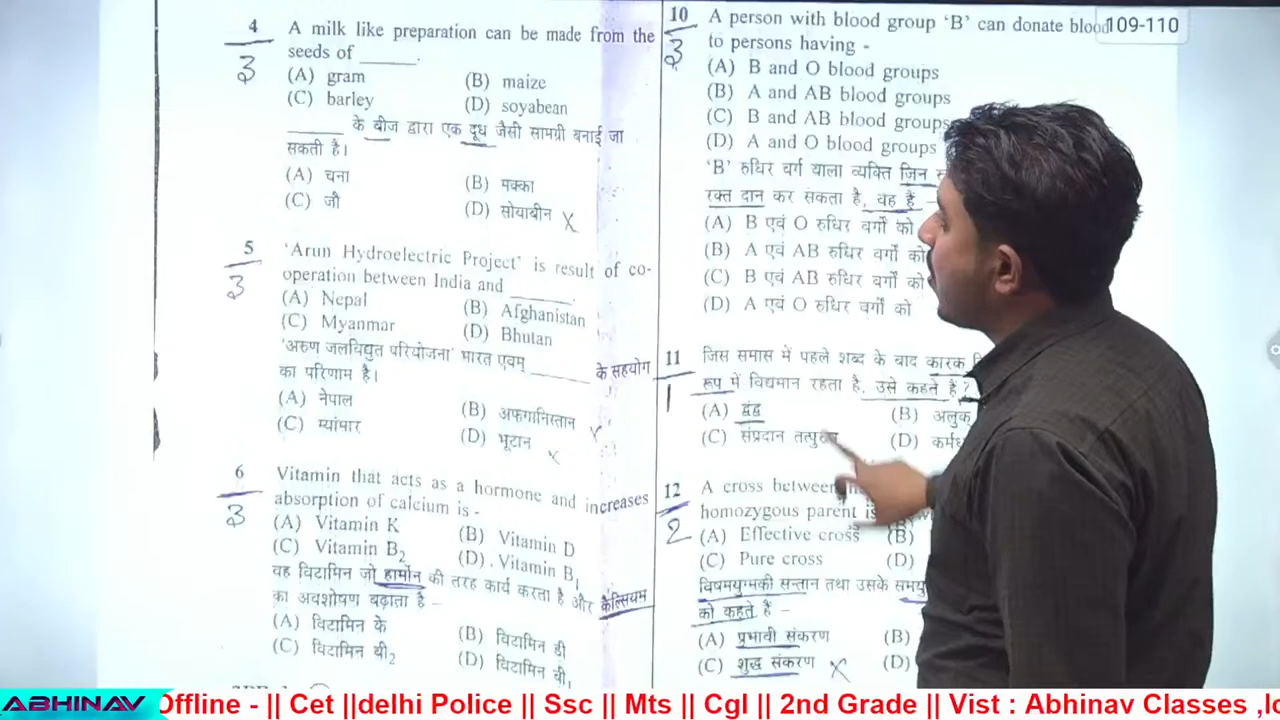 4
3
A milk like preparation can be made from the
seeds of ______.
(A) gram (B) maize
(C) barley (D) soyabean
______ के बीज द्वारा एक दूध जैसी सामग्री बनाई जा
सकती है।
(A) चना (B) मक्का
(C) जौ (D) सोयाबीन
5
3
'Arun Hydroelectric Project' is result of co-
operation between India and ______.
(A) Nepal (B) Afghanistan
(C) Myanmar (D) Bhutan
'अरुण जलविद्युत परियोजना' भारत एवम् ______ के सहयोग
का परिणाम है।
(A) नेपाल (B) अफगानिस्तान
(C) म्यांमार (D) भूटान
6
3
Vitamin that acts as a hormone and increases
absorption of calcium is -
(A) Vitamin K (B) Vitamin D
(C) Vitamin B₂ (D) Vitamin B₁
वह विटामिन जो हार्मोन की तरह कार्य करता है और कैल्सियम
का अवशोषण बढ़ाता है –
(A) विटामिन के (B) विटामिन डी
(C) विटामिन बी₂ (D) विटामिन बी₁
10
3
A person with blood group 'B' can donate blood
to persons having -
(A) B and O blood groups
(B) A and AB blood groups
(C) B and AB blood groups
(D) A and O blood groups
'B' रुधिर वर्ग वाला व्यक्ति जिन
रक्त दान कर सकता है, वह हैं
(A) B एवं O रुधिर वर्गों को
(B) A एवं AB रुधिर वर्गों को
(C) B एवं AB रुधिर वर्गों को
(D) A एवं O रुधिर वर्गों को
11
1
जिस समास में पहले शब्द के बाद कारक
रूप में विद्यमान रहता है, उसे कहते हैं ?
(A) द्वंद्व (B) अलुक
(C) संप्रदान (D)
12
2
A cross between
homozygous parent is
(A) Effective cross (B)
(C) Pure cross (D)
विषमयुग्मकी सन्तान तथा उसके
को कहते हैं –
(A) प्रभावी संकरण (B)
(C) शुद्ध संकरण (D)
109-110
ABHINAV
Offline - || Cet ||delhi Police || Ssc || Mts || Cgl || 2nd Grade || Vist : Abhinav Classes